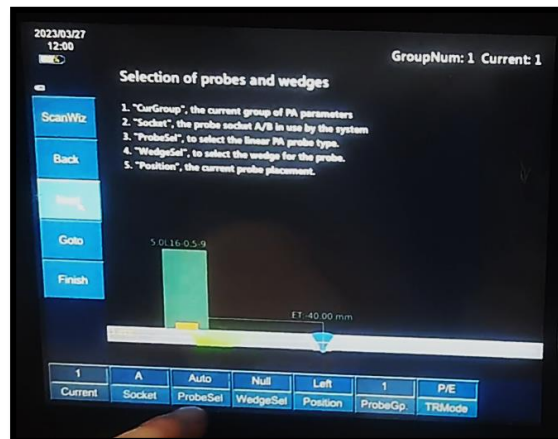 2023/03/27
12:00
GroupNum: 1 Current: 1
Selection of probes and wedges
1. "CurGroup", the current group of PA parameters
2. "Socket", the probe socket A/B in use by the system
3. "ProbeSel", to select the linear PA probe type.
4. "WedgeSel", to select the wedge for the probe.
5. "Position", the current probe placement.
ScanWiz
Back
Next
Goto
Finish
5.0L16-0.5-9
ET:-40.00 mm
1 A Auto Null Left 1 P/E
Current Socket ProbeSel WedgeSel Position ProbeGp. TRMode